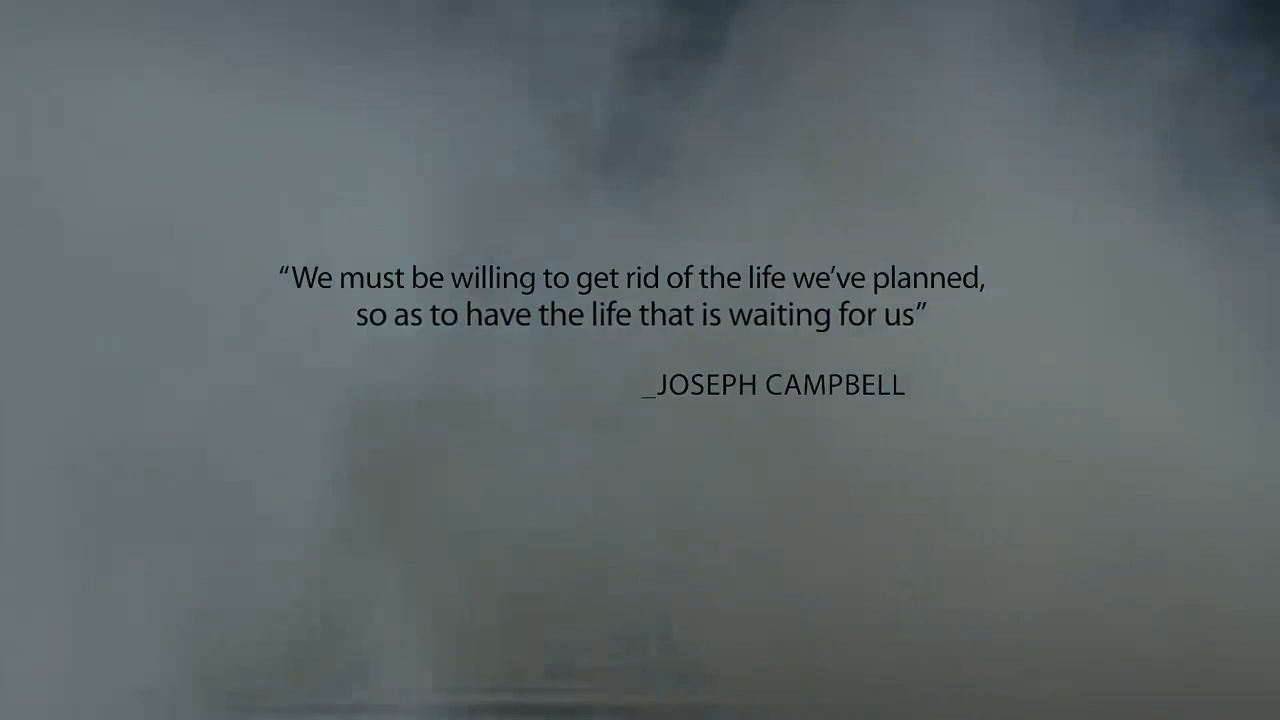 “We must be willing to get rid of the life we’ve planned,
so as to have the life that is waiting for us”
_JOSEPH CAMPBELL